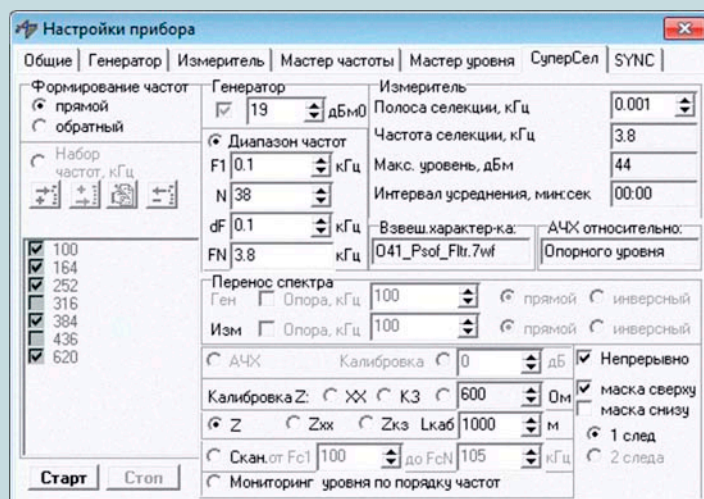 Настройки прибора
Общие Генератор Измеритель Мастер частоты Мастер уровня СуперСел SYNC
Формирование частот
прямой
обратный
Набор
частот, кГц
100
164
252
316
384
436
620
Старт Стоп
Генератор
19 дБм0
Диапазон частот
F1 0.1 кГц
N 38
dF 0.1 кГц
FN 3.8 кГц
Измеритель
Полоса селекции, кГц 0.001
Частота селекции, кГц 3.8
Макс. уровень, дБм 44
Интервал усреднения, мин:сек 00:00
Взвеш.характер-ка: АЧХ относительно:
O41_Psof_Fltr.7wf Опорного уровня
Перенос спектра
Ген Опора, кГц 100 прямой инверсный
Изм Опора, кГц 100 прямой инверсный
АЧХ Калибровка 0 дБ
Калибровка Z: ХХ КЗ 600 Ом
Z Zхх Zкз Lкаб 1000 м
Скан. от Fc1 100 до FcN 105 кГц
Мониторинг уровня по порядку частот
Непрерывно
маска сверху
маска снизу
1 след
2 следа